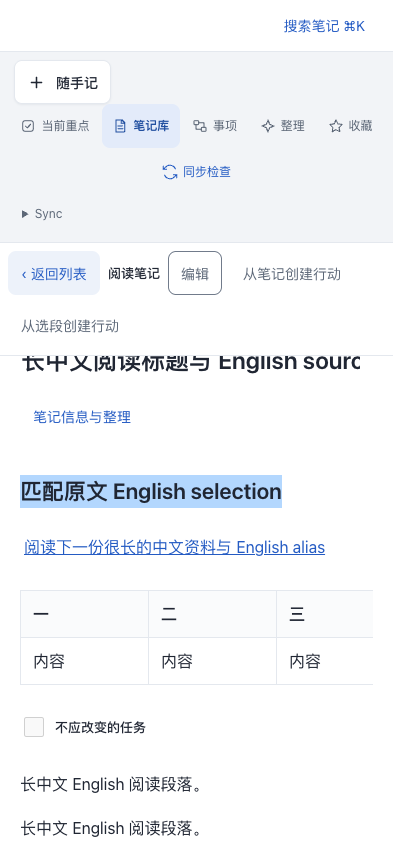 搜索笔记 ⌘K
+ 随手记
当前重点 笔记库 事项 整理 收藏
同步检查
▶ Sync
‹ 返回列表 阅读笔记 编辑 从笔记创建行动
从选段创建行动
长中文阅读标题与 English sourc
笔记信息与整理
匹配原文 English selection
阅读下一份很长的中文资料与 English alias
一 二 三
内容 内容 内容
不应改变的任务
长中文 English 阅读段落。
长中文 English 阅读段落。